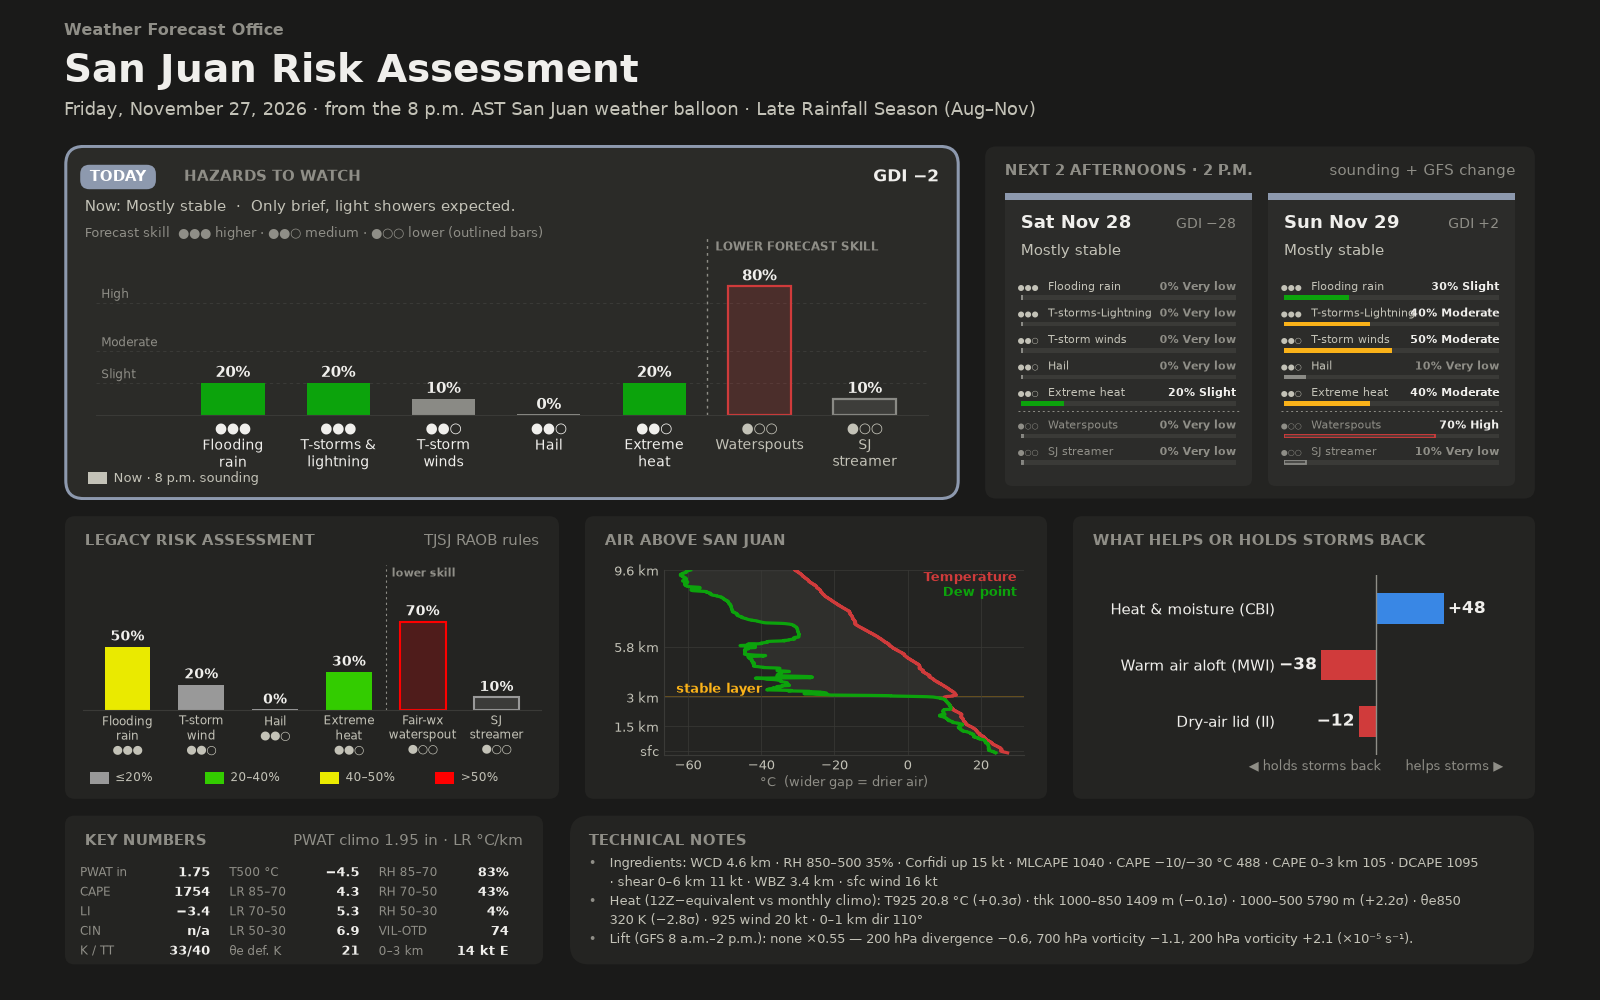 Weather Forecast Office
San Juan Risk Assessment
Friday, November 27, 2026 · from the 8 p.m. AST San Juan weather balloon · Late Rainfall Season (Aug–Nov)
TODAY HAZARDS TO WATCH GDI −2
Now: Mostly stable · Only brief, light showers expected.
Forecast skill ●●● higher · ●●○ medium · ●○○ lower (outlined bars)
LOWER FORECAST SKILL
80%
High
Moderate
Slight
20% 20% 10% 0% 20% 10%
●●● ●●● ●●○ ●●○ ●●○ ●○○ ●○○
Flooding T-storms & T-storm Hail Extreme Waterspouts SJ
rain lightning winds heat streamer
Now · 8 p.m. sounding
NEXT 2 AFTERNOONS · 2 P.M. sounding + GFS change
Sat Nov 28 GDI −28
Mostly stable
●●● Flooding rain 0% Very low
●●● T-storms-Lightning 0% Very low
●●○ T-storm winds 0% Very low
●●○ Hail 0% Very low
●●○ Extreme heat 20% Slight
●○○ Waterspouts 0% Very low
●○○ SJ streamer 0% Very low
Sun Nov 29 GDI +2
Mostly stable
●●● Flooding rain 30% Slight
●●● T-storms-Lightning 40% Moderate
●●○ T-storm winds 50% Moderate
●●○ Hail 10% Very low
●●○ Extreme heat 40% Moderate
●○○ Waterspouts 70% High
●○○ SJ streamer 10% Very low
LEGACY RISK ASSESSMENT TJSJ RAOB rules
lower skill
50% 20% 0% 30% 70% 10%
Flooding T-storm Hail Extreme Fair-wx SJ
rain wind heat waterspout streamer
●●● ●●○ ●●○ ●●○ ●○○ ●○○
≤20% 20–40% 40–50% >50%
AIR ABOVE SAN JUAN
Temperature
Dew point
9.6 km
5.8 km
stable layer
3 km
1.5 km
sfc
−60 −40 −20 0 20
°C (wider gap = drier air)
WHAT HELPS OR HOLDS STORMS BACK
Heat & moisture (CBI) +48
Warm air aloft (MWI) −38
Dry-air lid (II) −12
◀ holds storms back helps storms ▶
KEY NUMBERS PWAT climo 1.95 in · LR °C/km
PWAT in 1.75 T500 °C −4.5 RH 85–70 83%
CAPE 1754 LR 85–70 4.3 RH 70–50 43%
LI −3.4 LR 70–50 5.3 RH 50–30 4%
CIN n/a LR 50–30 6.9 VIL-OTD 74
K / TT 33/40 θe def. K 21 0–3 km 14 kt E
TECHNICAL NOTES
• Ingredients: WCD 4.6 km · RH 850–500 35% · Corfidi up 15 kt · MLCAPE 1040 · CAPE −10/−30 °C 488 · CAPE 0–3 km 105 · DCAPE 1095
· shear 0–6 km 11 kt · WBZ 3.4 km · sfc wind 16 kt
• Heat (12Z−equivalent vs monthly climo): T925 20.8 °C (+0.3σ) · thk 1000–850 1409 m (−0.1σ) · 1000–500 5790 m (+2.2σ) · θe850
320 K (−2.8σ) · 925 wind 20 kt · 0–1 km dir 110°
• Lift (GFS 8 a.m.–2 p.m.): none ×0.55 — 200 hPa divergence −0.6, 700 hPa vorticity −1.1, 200 hPa vorticity +2.1 (×10⁻⁵ s⁻¹).